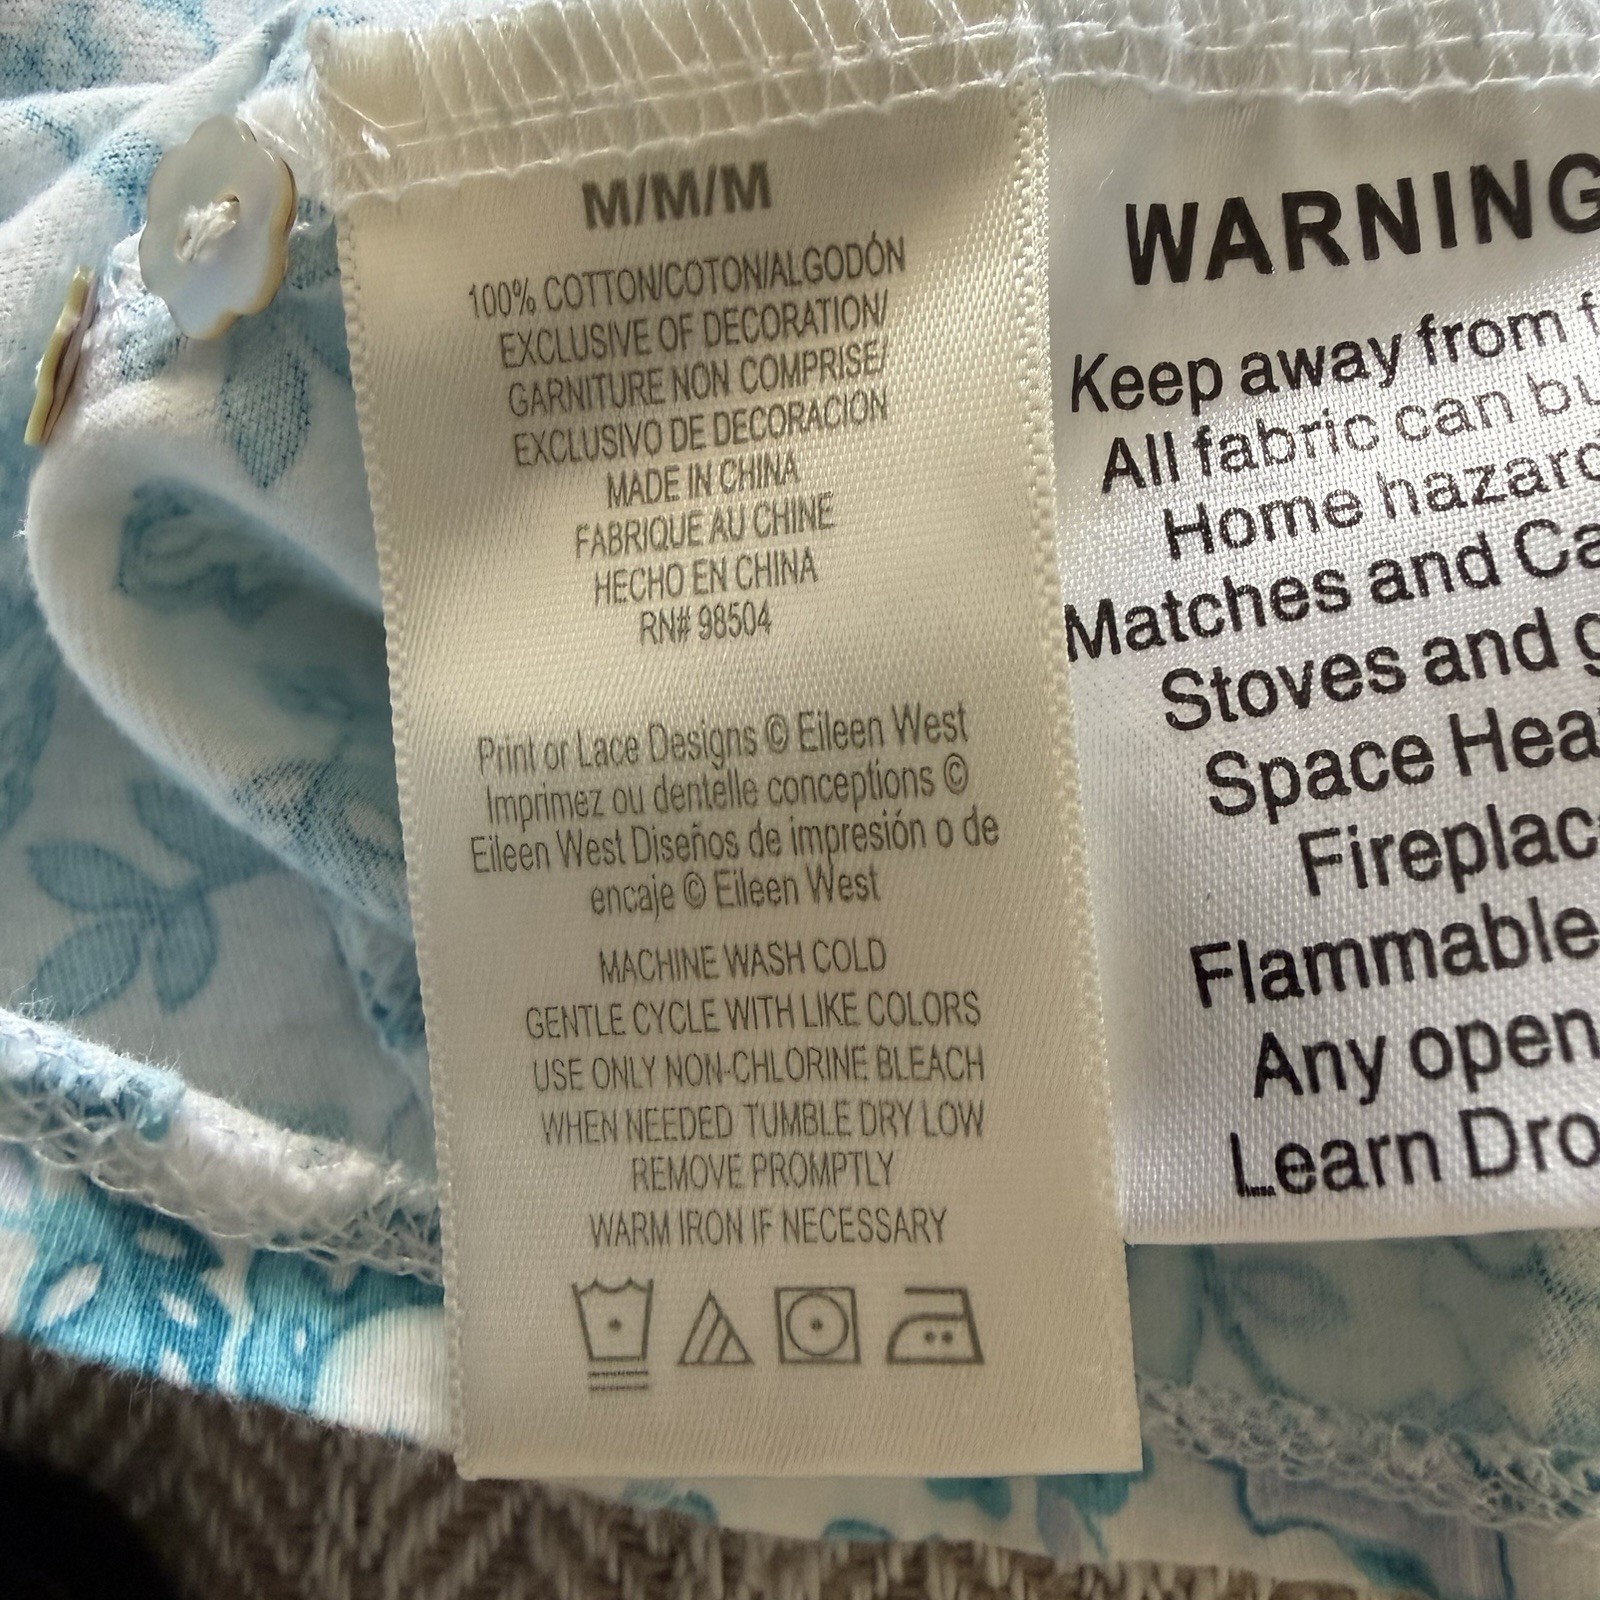 M/M/M
100% COTTON/COTON/ALGODÓN
EXCLUSIVE OF DECORATION/
GARNITURE NON COMPRISE/
EXCLUSIVO DE DECORACION
MADE IN CHINA
FABRIQUE AU CHINE
HECHO EN CHINA
RN# 98504
Print or Lace Designs © Eileen West
Imprimez ou dentelle conceptions ©
Eileen West Diseños de impresión o de
encaje © Eileen West
MACHINE WASH COLD
GENTLE CYCLE WITH LIKE COLORS
USE ONLY NON-CHLORINE BLEACH
WHEN NEEDED TUMBLE DRY LOW
REMOVE PROMPTLY
WARM IRON IF NECESSARY
WARNING
Keep away from
All fabric can
Home
Matches and
Stoves and
Space
Flammable
Any open
Learn